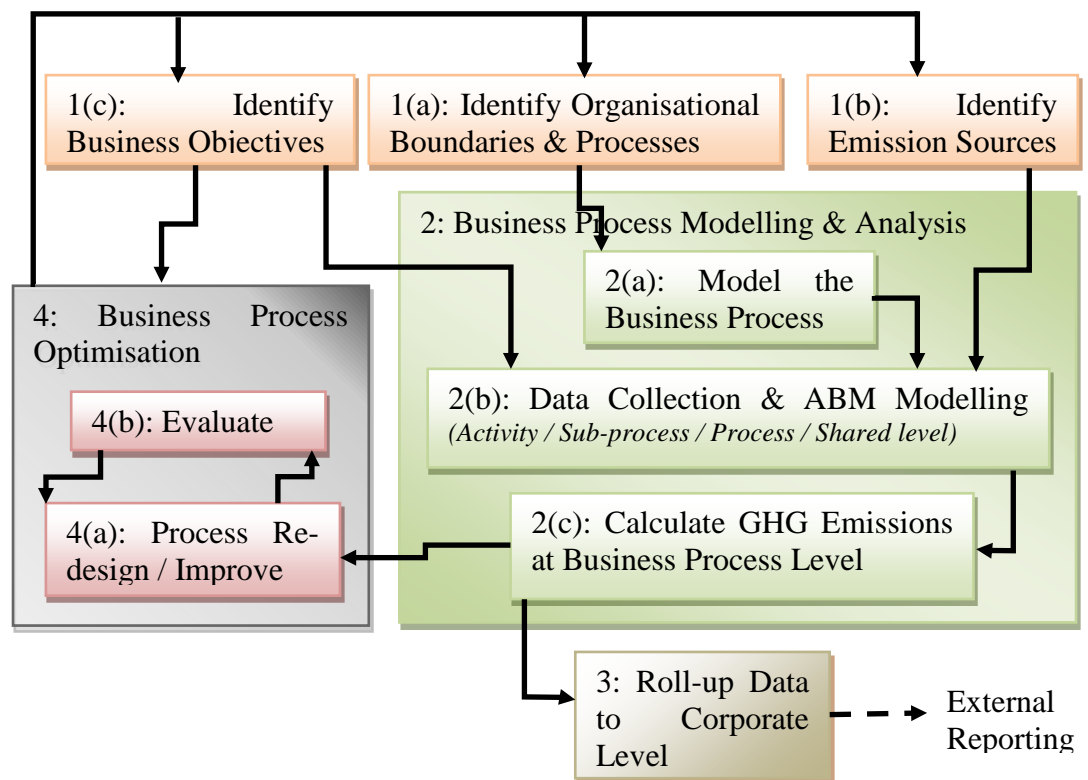 1(c): Identify
Business Objectives
1(a): Identify Organisational
Boundaries & Processes
1(b): Identify
Emission Sources
2: Business Process Modelling & Analysis
2(a): Model the
Business Process
4: Business Process
Optimisation
2(b): Data Collection & ABM Modelling
(Activity / Sub-process / Process / Shared level)
4(b): Evaluate
4(a): Process Re-
design / Improve
2(c): Calculate GHG Emissions
at Business Process Level
3: Roll-up Data
to Corporate
Level
External
Reporting